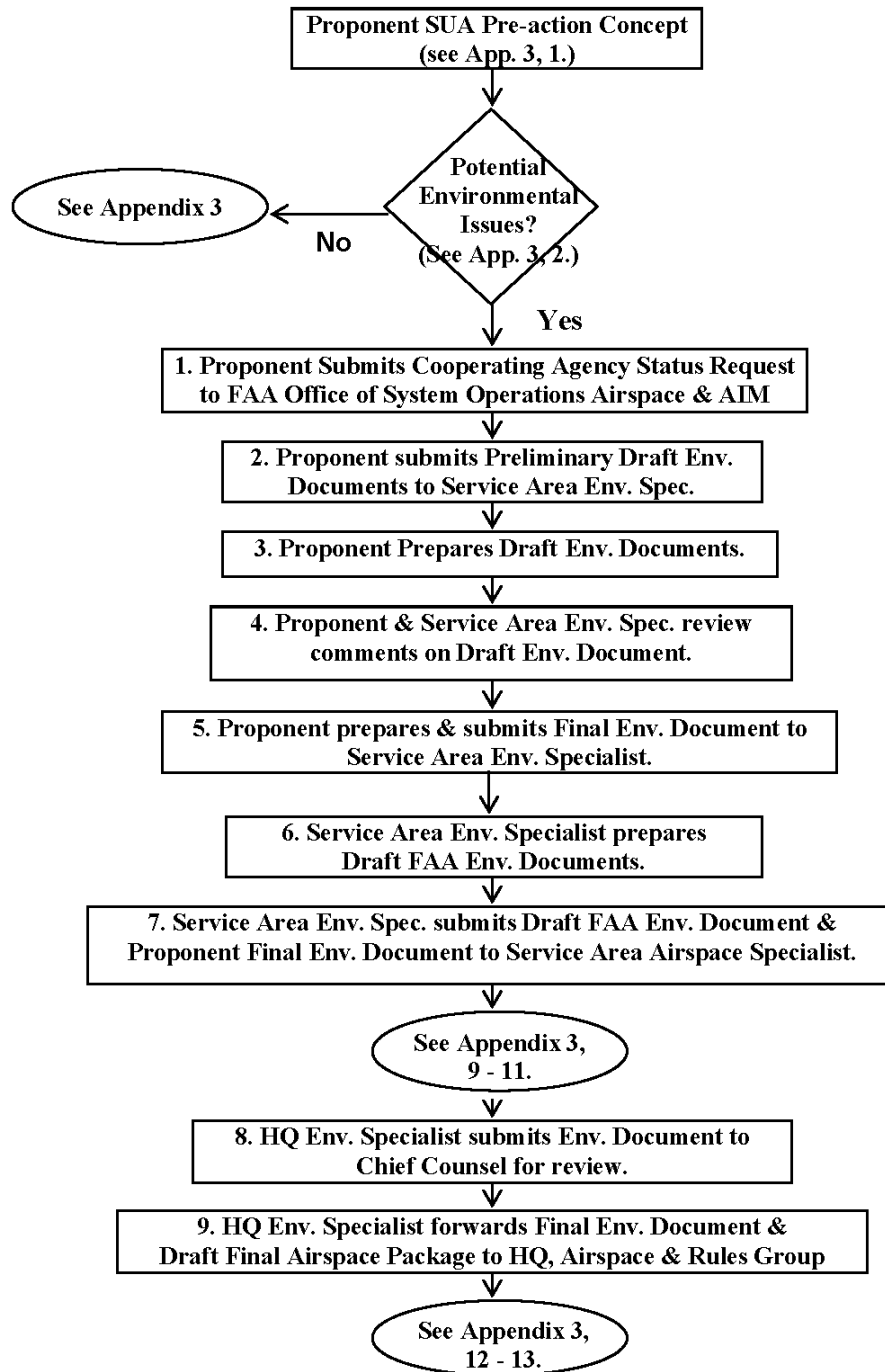 Proponent SUA Pre-action Concept
(see App. 3, 1.)
Potential
Environmental
Issues?
(See App. 3, 2.)
See Appendix 3
No
Yes
1. Proponent Submits Cooperating Agency Status Request
to FAA Office of System Operations Airspace & AIM
2. Proponent submits Preliminary Draft Env.
Documents to Service Area Env. Spec.
3. Proponent Prepares Draft Env. Documents.
4. Proponent & Service Area Env. Spec. review
comments on Draft Env. Document.
5. Proponent prepares & submits Final Env. Document to
Service Area Env. Specialist.
6. Service Area Env. Specialist prepares
Draft FAA Env. Documents.
7. Service Area Env. Spec. submits Draft FAA Env. Document &
Proponent Final Env. Document to Service Area Airspace Specialist.
See Appendix 3,
9 - 11.
8. HQ Env. Specialist submits Env. Document to
Chief Counsel for review.
9. HQ Env. Specialist forwards Final Env. Document &
Draft Final Airspace Package to HQ, Airspace & Rules Group
See Appendix 3,
12 - 13.